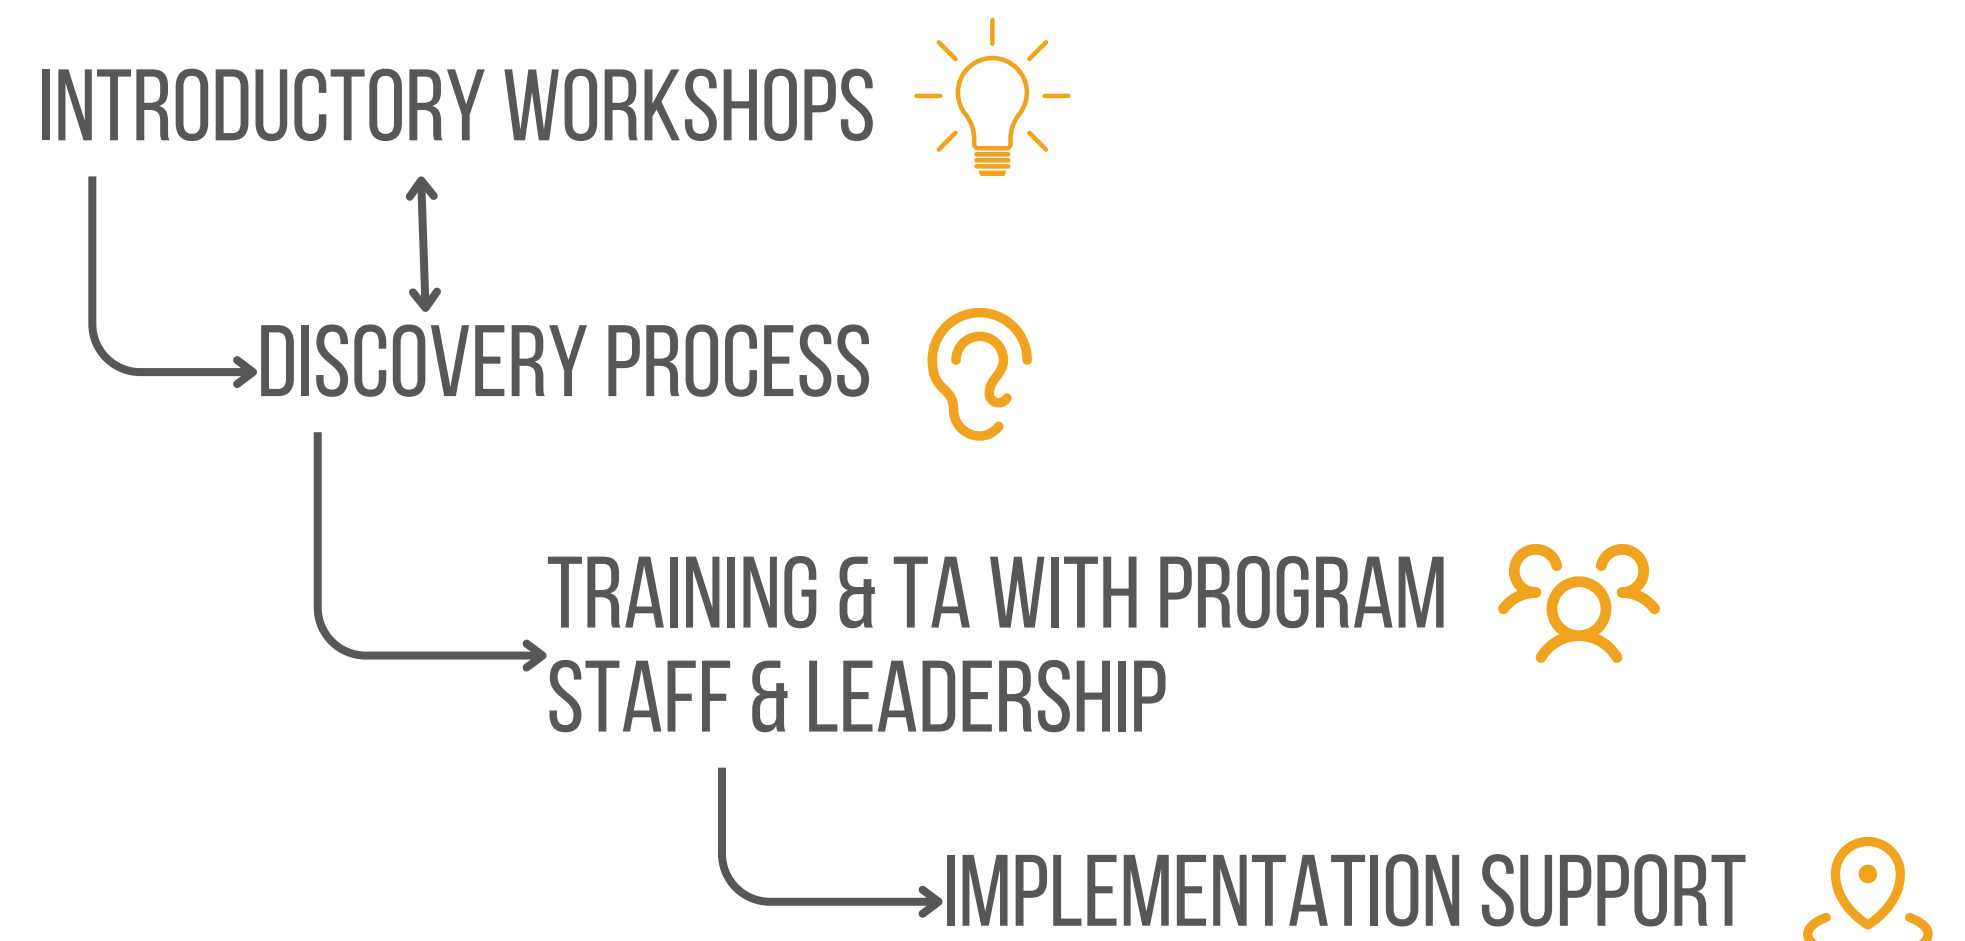 INTRODUCTORY WORKSHOPS
DISCOVERY PROCESS
TRAINING & TA WITH PROGRAM
STAFF & LEADERSHIP
IMPLEMENTATION SUPPORT